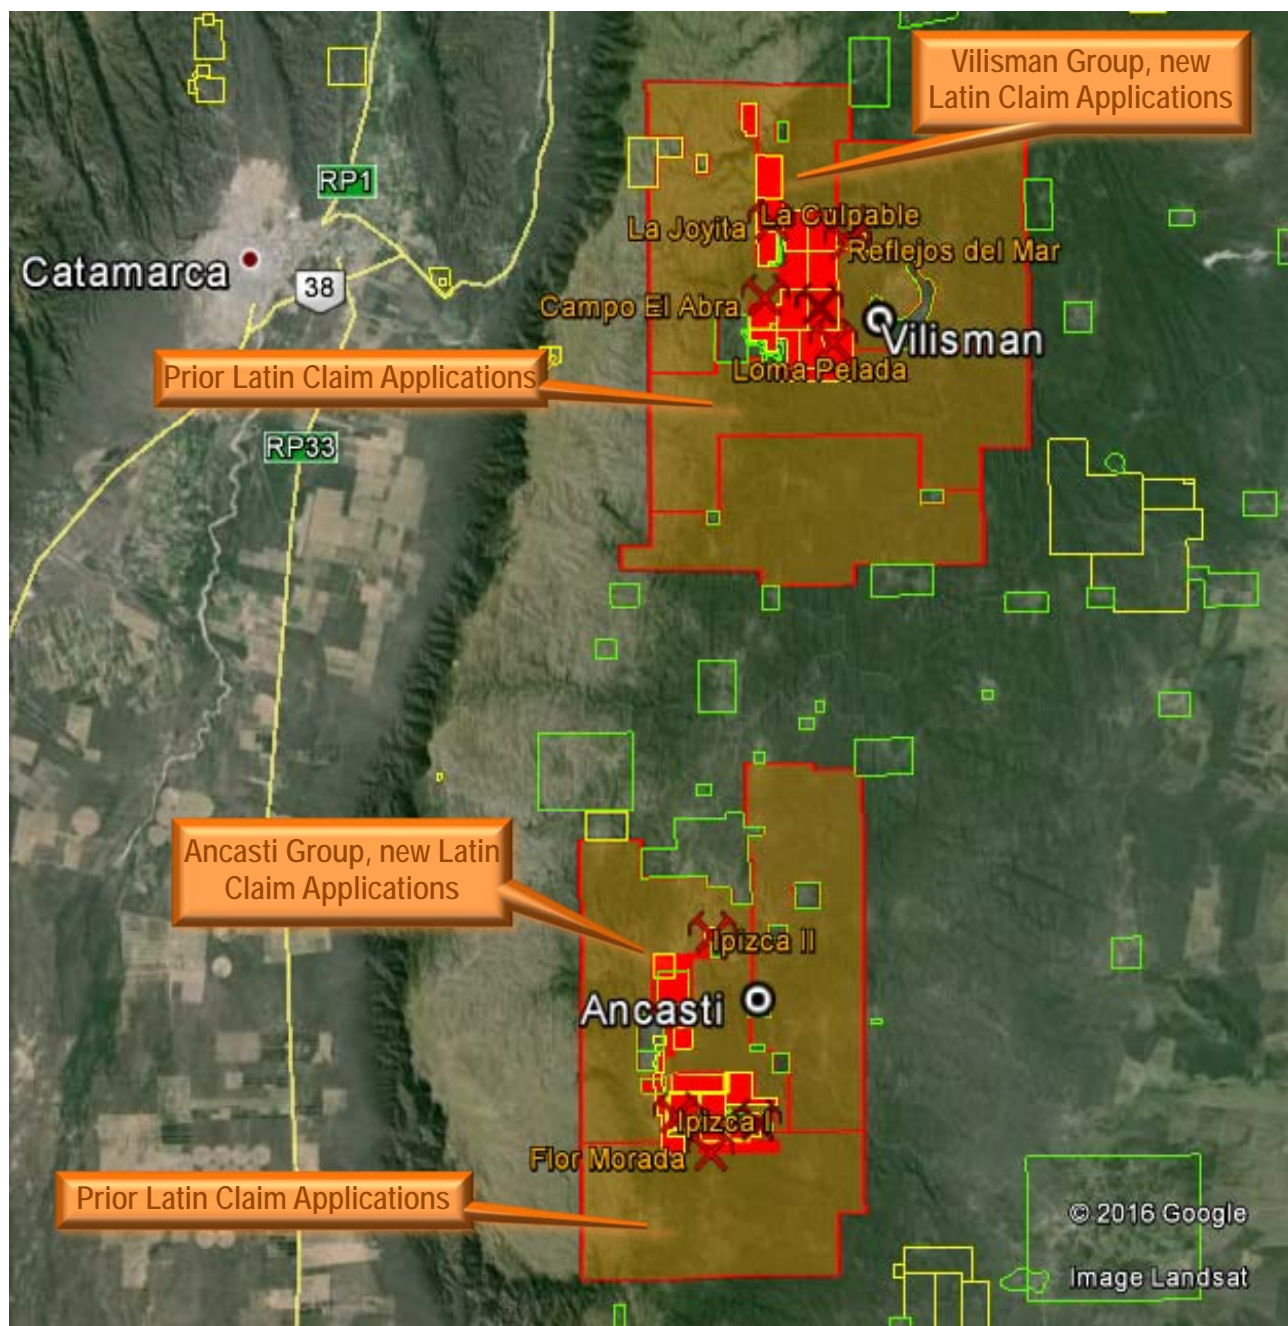 Vilisman Group, new
Latin Claim Applications
RP1
La Culpable
La Joyita
Reflejos del Mar
Catamarca
38
Campo El Abra
Vilisman
Prior Latin Claim Applications
Loma Pelada
RP33
Ancasti Group, new Latin
Claim Applications
Ipizca II
Ancasti
Ipizca I
Flor Morada
Prior Latin Claim Applications
© 2016 Google
Image Landsat